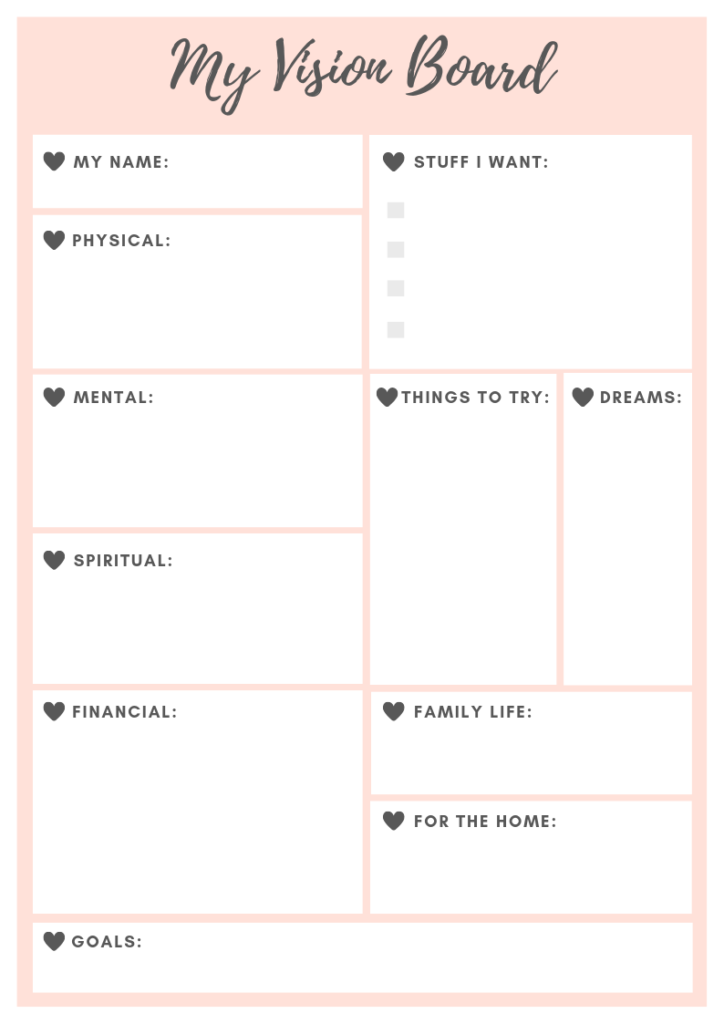 My Vision Board
MY NAME:
STUFF I WANT:
PHYSICAL:
MENTAL:
THINGS TO TRY:
DREAMS:
SPIRITUAL:
FINANCIAL:
FAMILY LIFE:
FOR THE HOME:
GOALS: